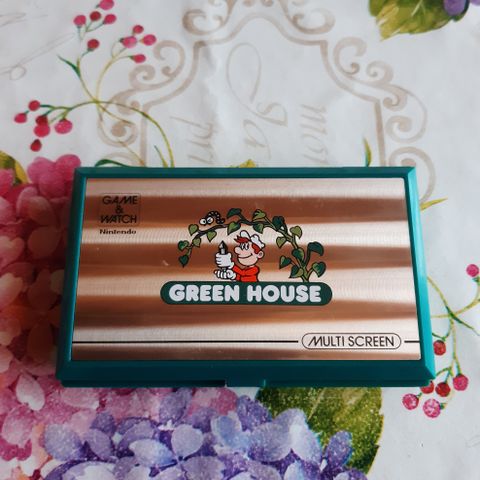 GAME
&
WATCH
Nintendo
GREEN HOUSE
MULTI SCREEN